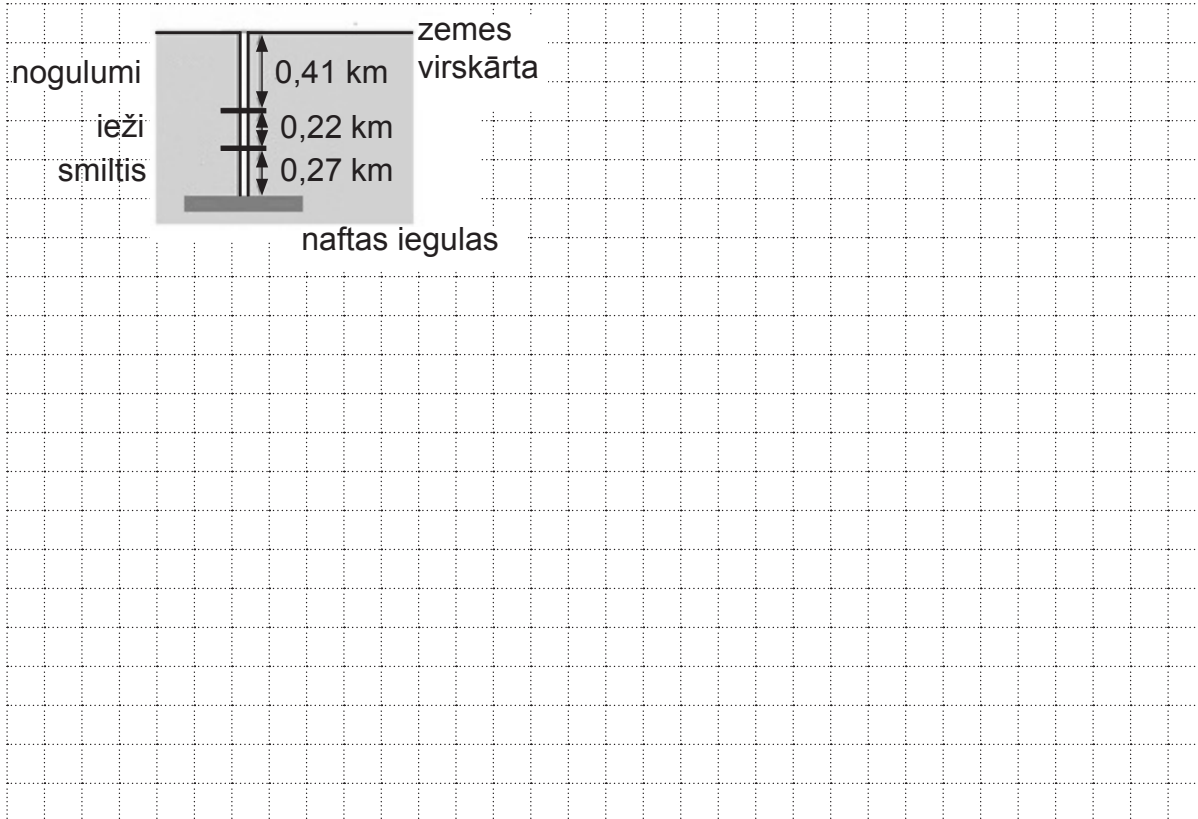 zemes
virskārta
nogulumi
0,41 km
ieži
0,22 km
smiltis
0,27 km
naftas iegulas